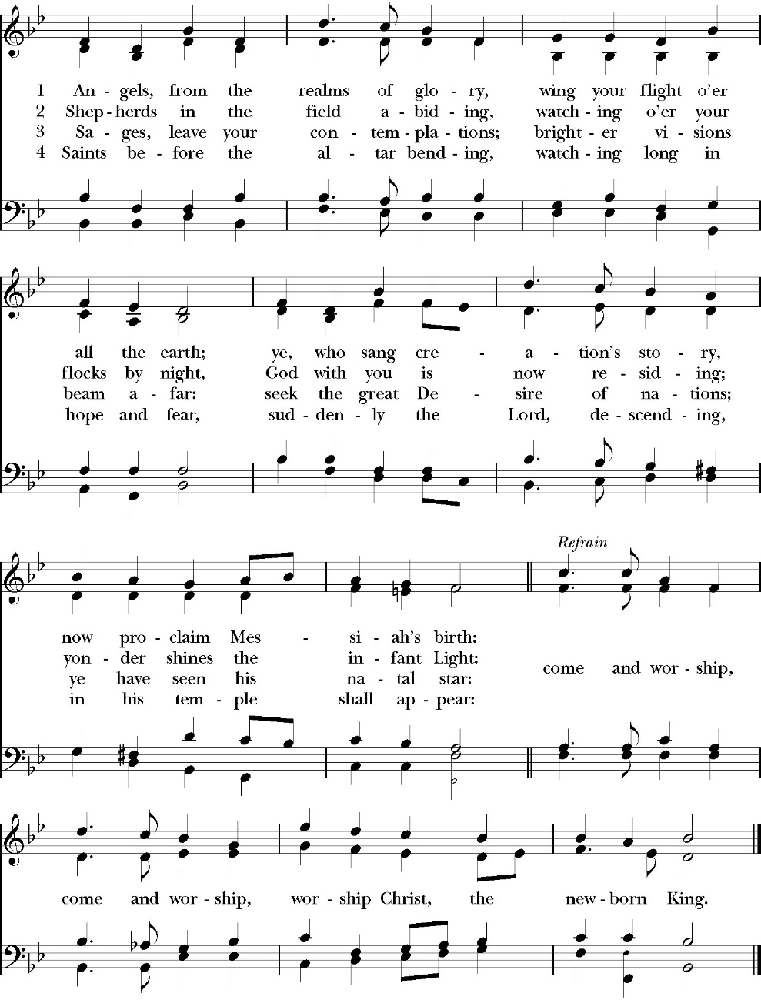 1 An - gels, from the realms of glo - ry, wing your flight o’er
2 Shep - herds in the field a - bid - ing, watch - ing o’er your
3 Sa - ges, leave your con - tem - pla - tions; bright - er vi - sions
4 Saints be - fore the al - tar bend - ing, watch - ing long in
all the earth; ye, who sang cre - a - tion’s sto - ry,
flocks by night, God with you is now re - sid - ing;
beam a - far: seek the great De - sire of na - tions;
hope and fear, sud - den - ly the Lord, de - scend - ing,
Refrain
now pro - claim Mes - si - ah’s birth:
yon - der shines the in - fant Light:
ye have seen his na - tal star:
in his tem - ple shall ap - pear:
come and wor - ship,
come and wor - ship, wor - ship Christ, the new - born King.